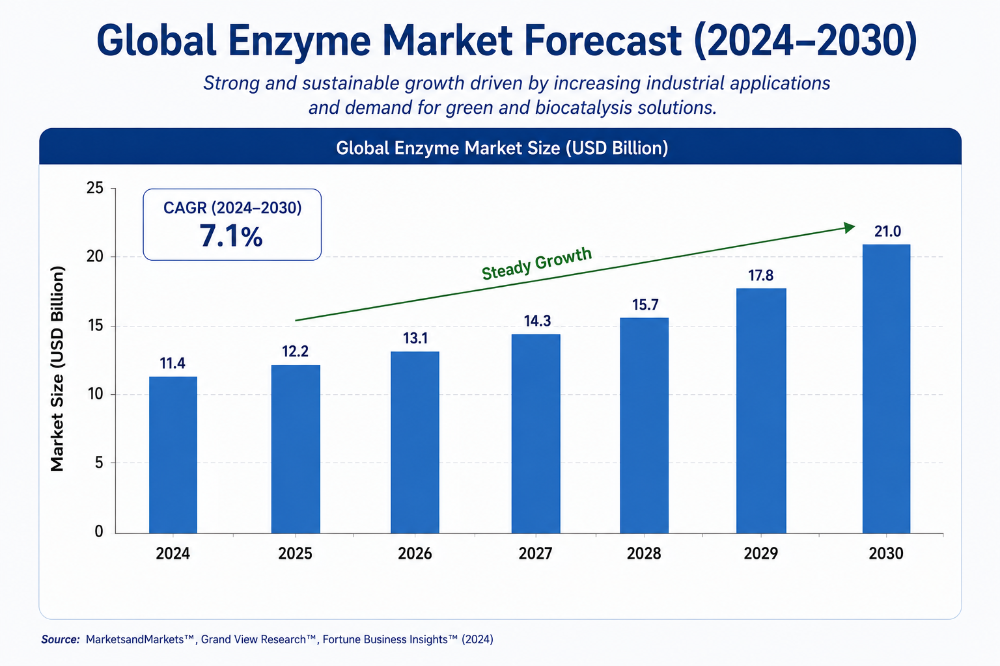 Global Enzyme Market Forecast (2024–2030)
Strong and sustainable growth driven by increasing industrial applications
and demand for green and biocatalysis solutions.
Global Enzyme Market Size (USD Billion)
CAGR (2024–2030)
7.1%
Market Size (USD Billion)
25
20
15
10
5
0
Steady Growth
11.4
12.2
13.1
14.3
15.7
17.8
21.0
2024
2025
2026
2027
2028
2029
2030
Source: MarketsandMarkets™, Grand View Research™, Fortune Business Insights™ (2024)